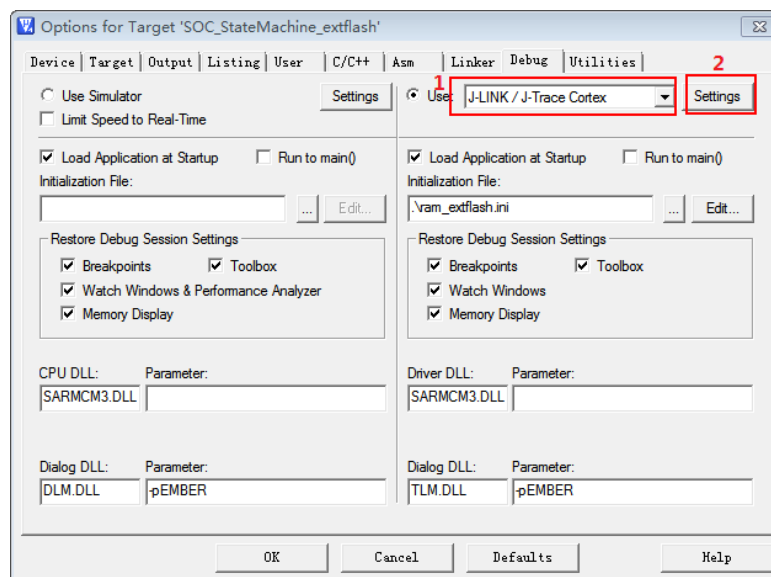 Options for Target 'SOC_StateMachine_extflash'
Device Target Output Listing User C/C++ Asm Linker Debug Utilities
1 2
Use Simulator Settings Use: J-LINK / J-Trace Cortex Settings
Limit Speed to Real-Time
Load Application at Startup Run to main() Load Application at Startup Run to main()
Initialization File: Initialization File:
... Edit... .\ram_extflash.ini ... Edit...
Restore Debug Session Settings Restore Debug Session Settings
Breakpoints Toolbox Breakpoints Toolbox
Watch Windows & Performance Analyzer Watch Windows
Memory Display Memory Display
CPU DLL: Parameter: Driver DLL: Parameter:
SARMCM3.DLL SARMCM3.DLL
Dialog DLL: Parameter: Dialog DLL: Parameter:
DLM.DLL -pEMBER TLM.DLL -pEMBER
OK Cancel Defaults Help